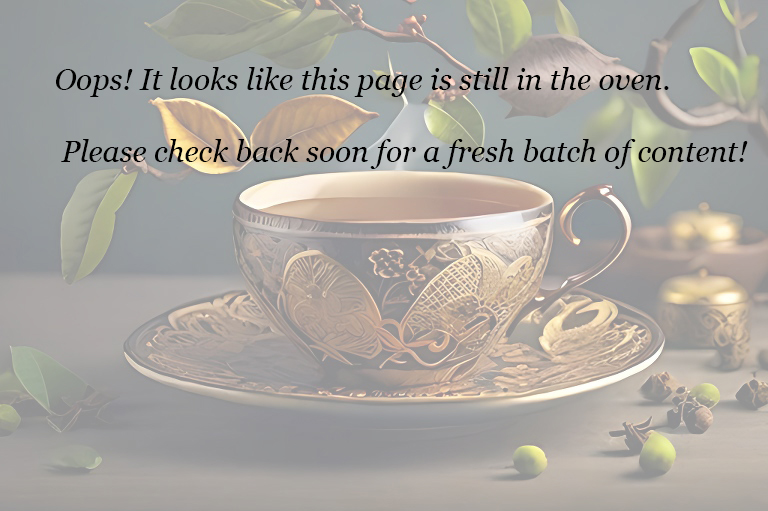 Oops! It looks like this page is still in the oven.
Please check back soon for a fresh batch of content!